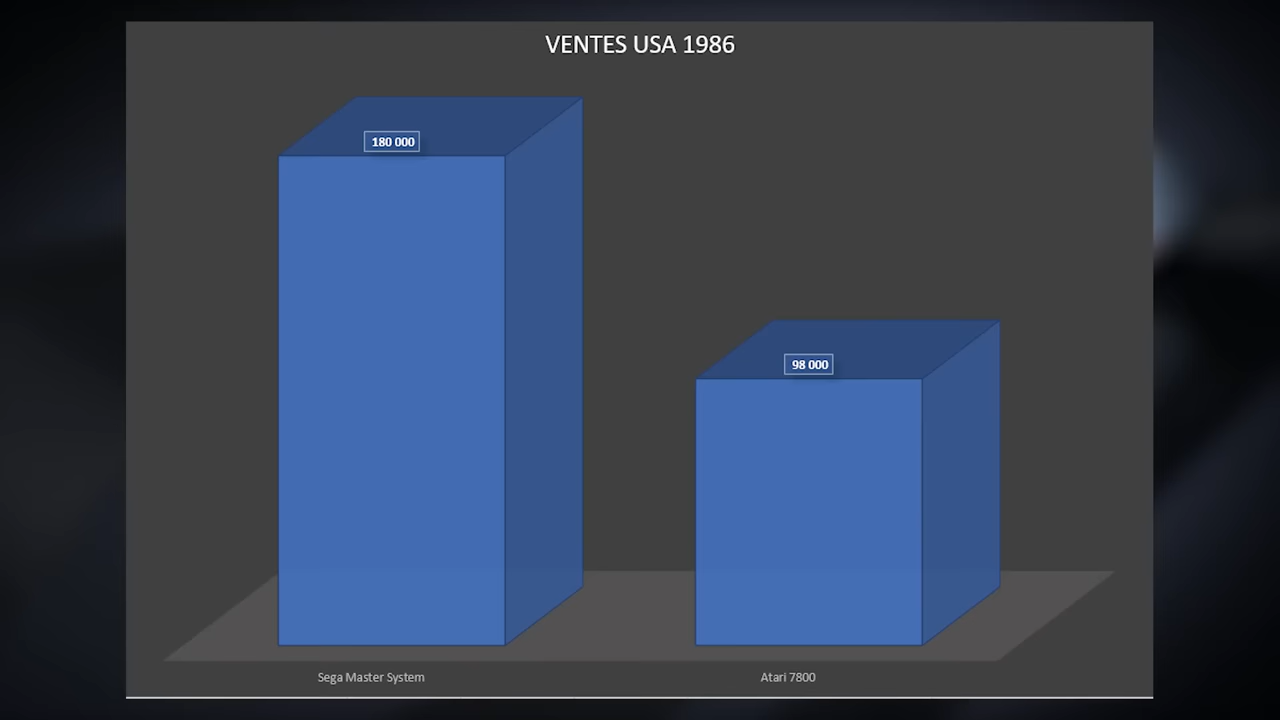 VENTES USA 1986
180 000
98 000
Sega Master System
Atari 7800